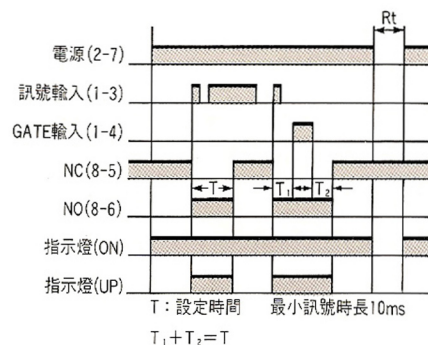 Rt
電源(2-7)
訊號輸入(1-3)
GATE輸入(1-4)
NC(8-5)
T T₁ T₂
NO(8-6)
指示燈(ON)
指示燈(UP)
T：設定時間 最小訊號時長10ms
T₁+T₂=T